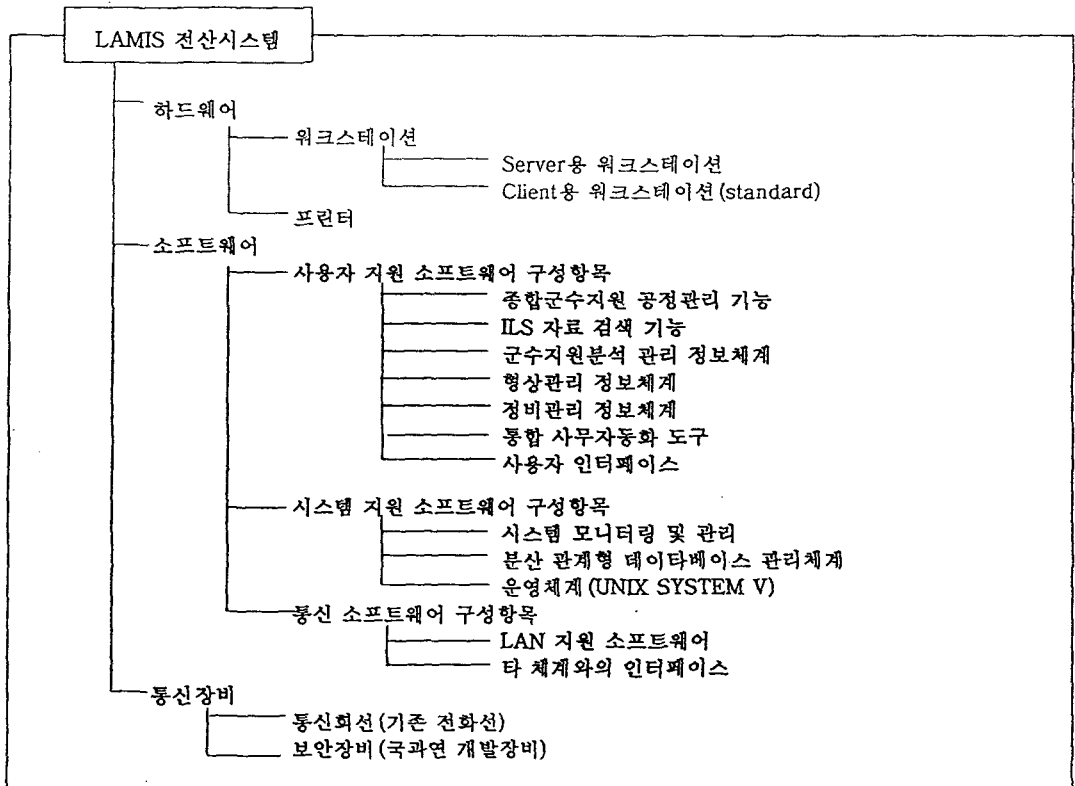 LAMIS 전산시스템
하드웨어
워크스테이션
Server용 워크스테이션
Client용 워크스테이션(standard)
프린터
소프트웨어
사용자 지원 소프트웨어 구성항목
종합군수지원 공정관리 기능
ILS 자료 검색 기능
군수지원분석 관리 정보체계
형상관리 정보체계
정비관리 정보체계
통합 사무자동화 도구
사용자 인터페이스
시스템 지원 소프트웨어 구성항목
시스템 모니터링 및 관리
분산 관계형 데이타베이스 관리체계
운영체계(UNIX SYSTEM V)
통신 소프트웨어 구성항목
LAN 지원 소프트웨어
타 체계와의 인터페이스
통신장비
통신회선(기존 전화선)
보안장비(국과연 개발장비)